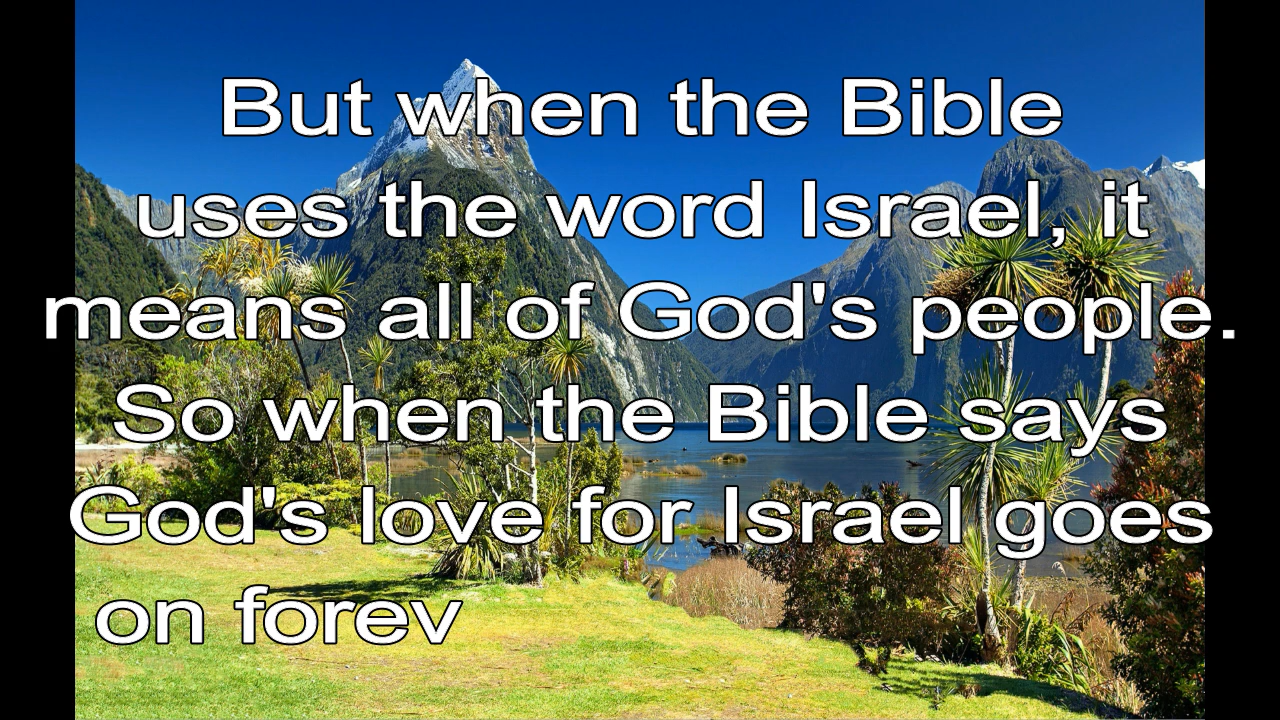 But when the Bible
uses the word Israel, it
means all of God's people.
So when the Bible says
God's love for Israel goes
on forev